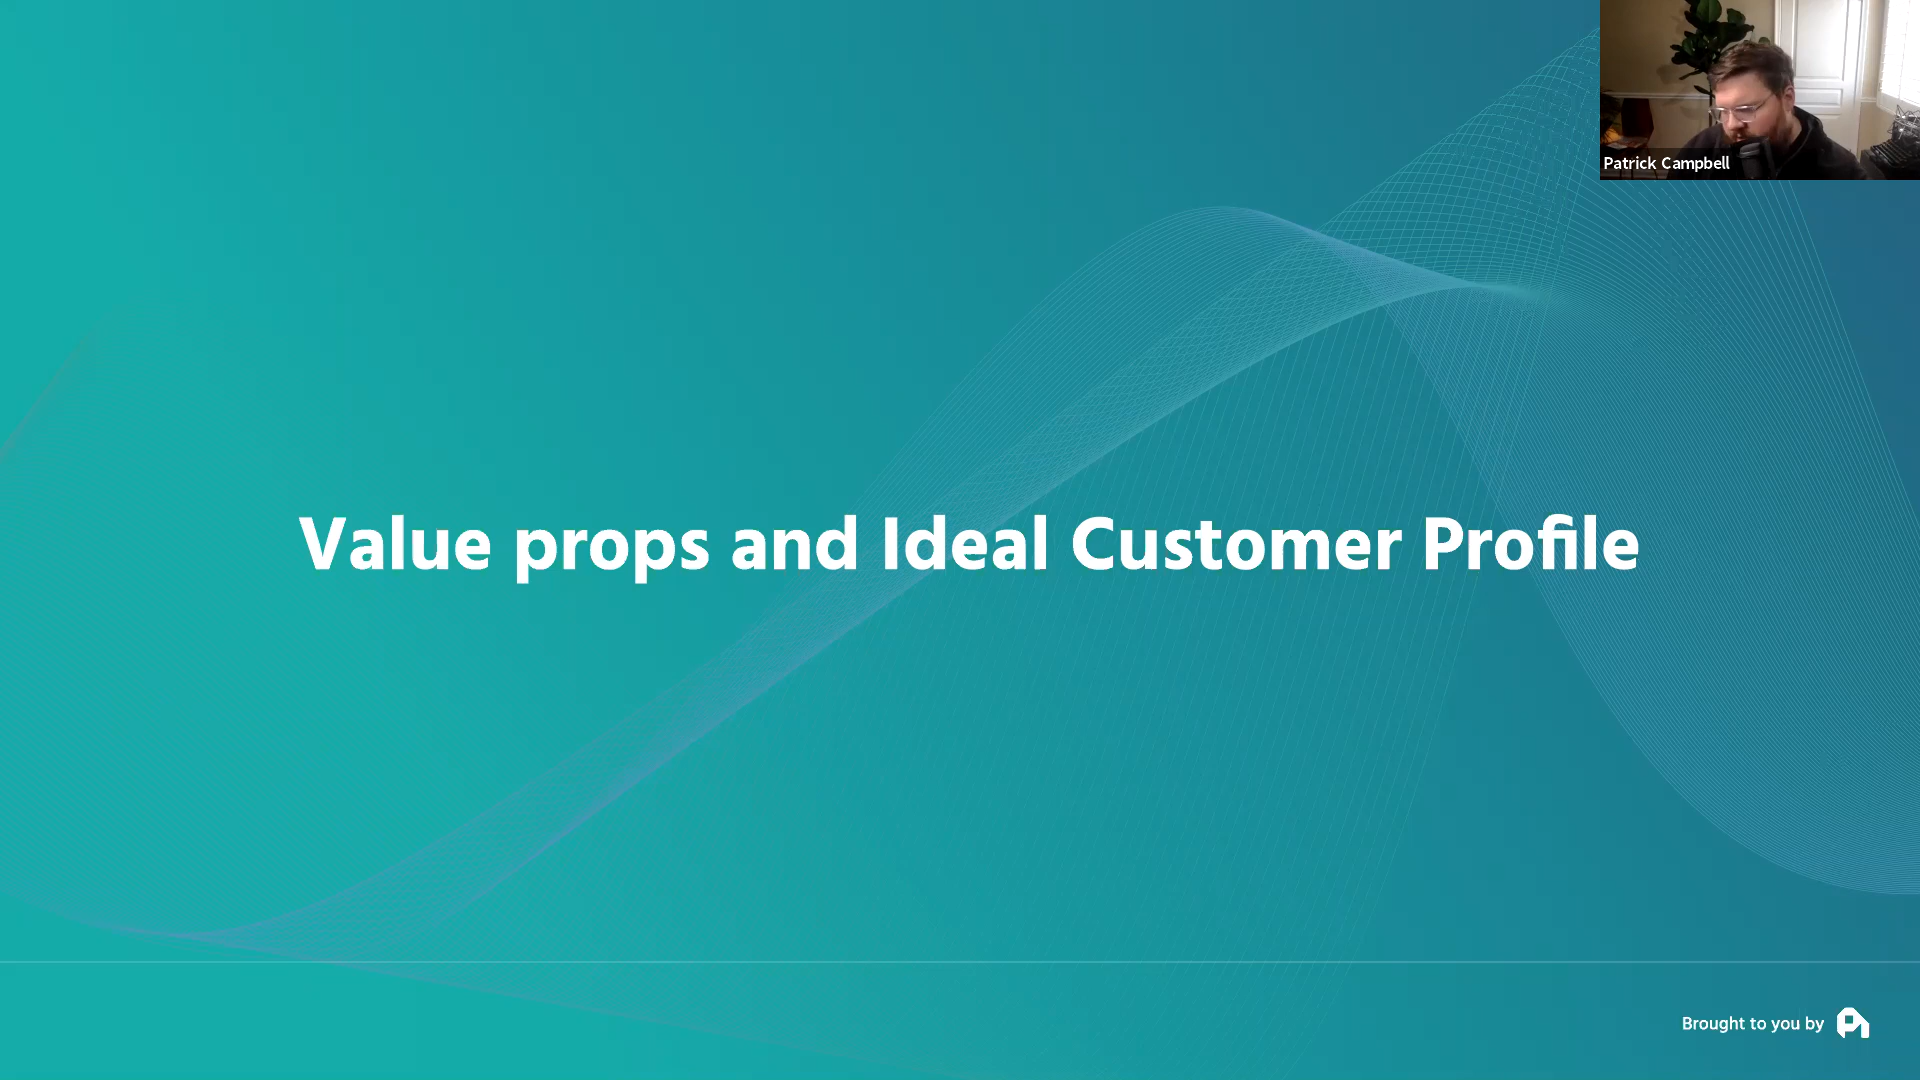 Patrick Campbell
Value props and Ideal Customer Profile
Brought to you by